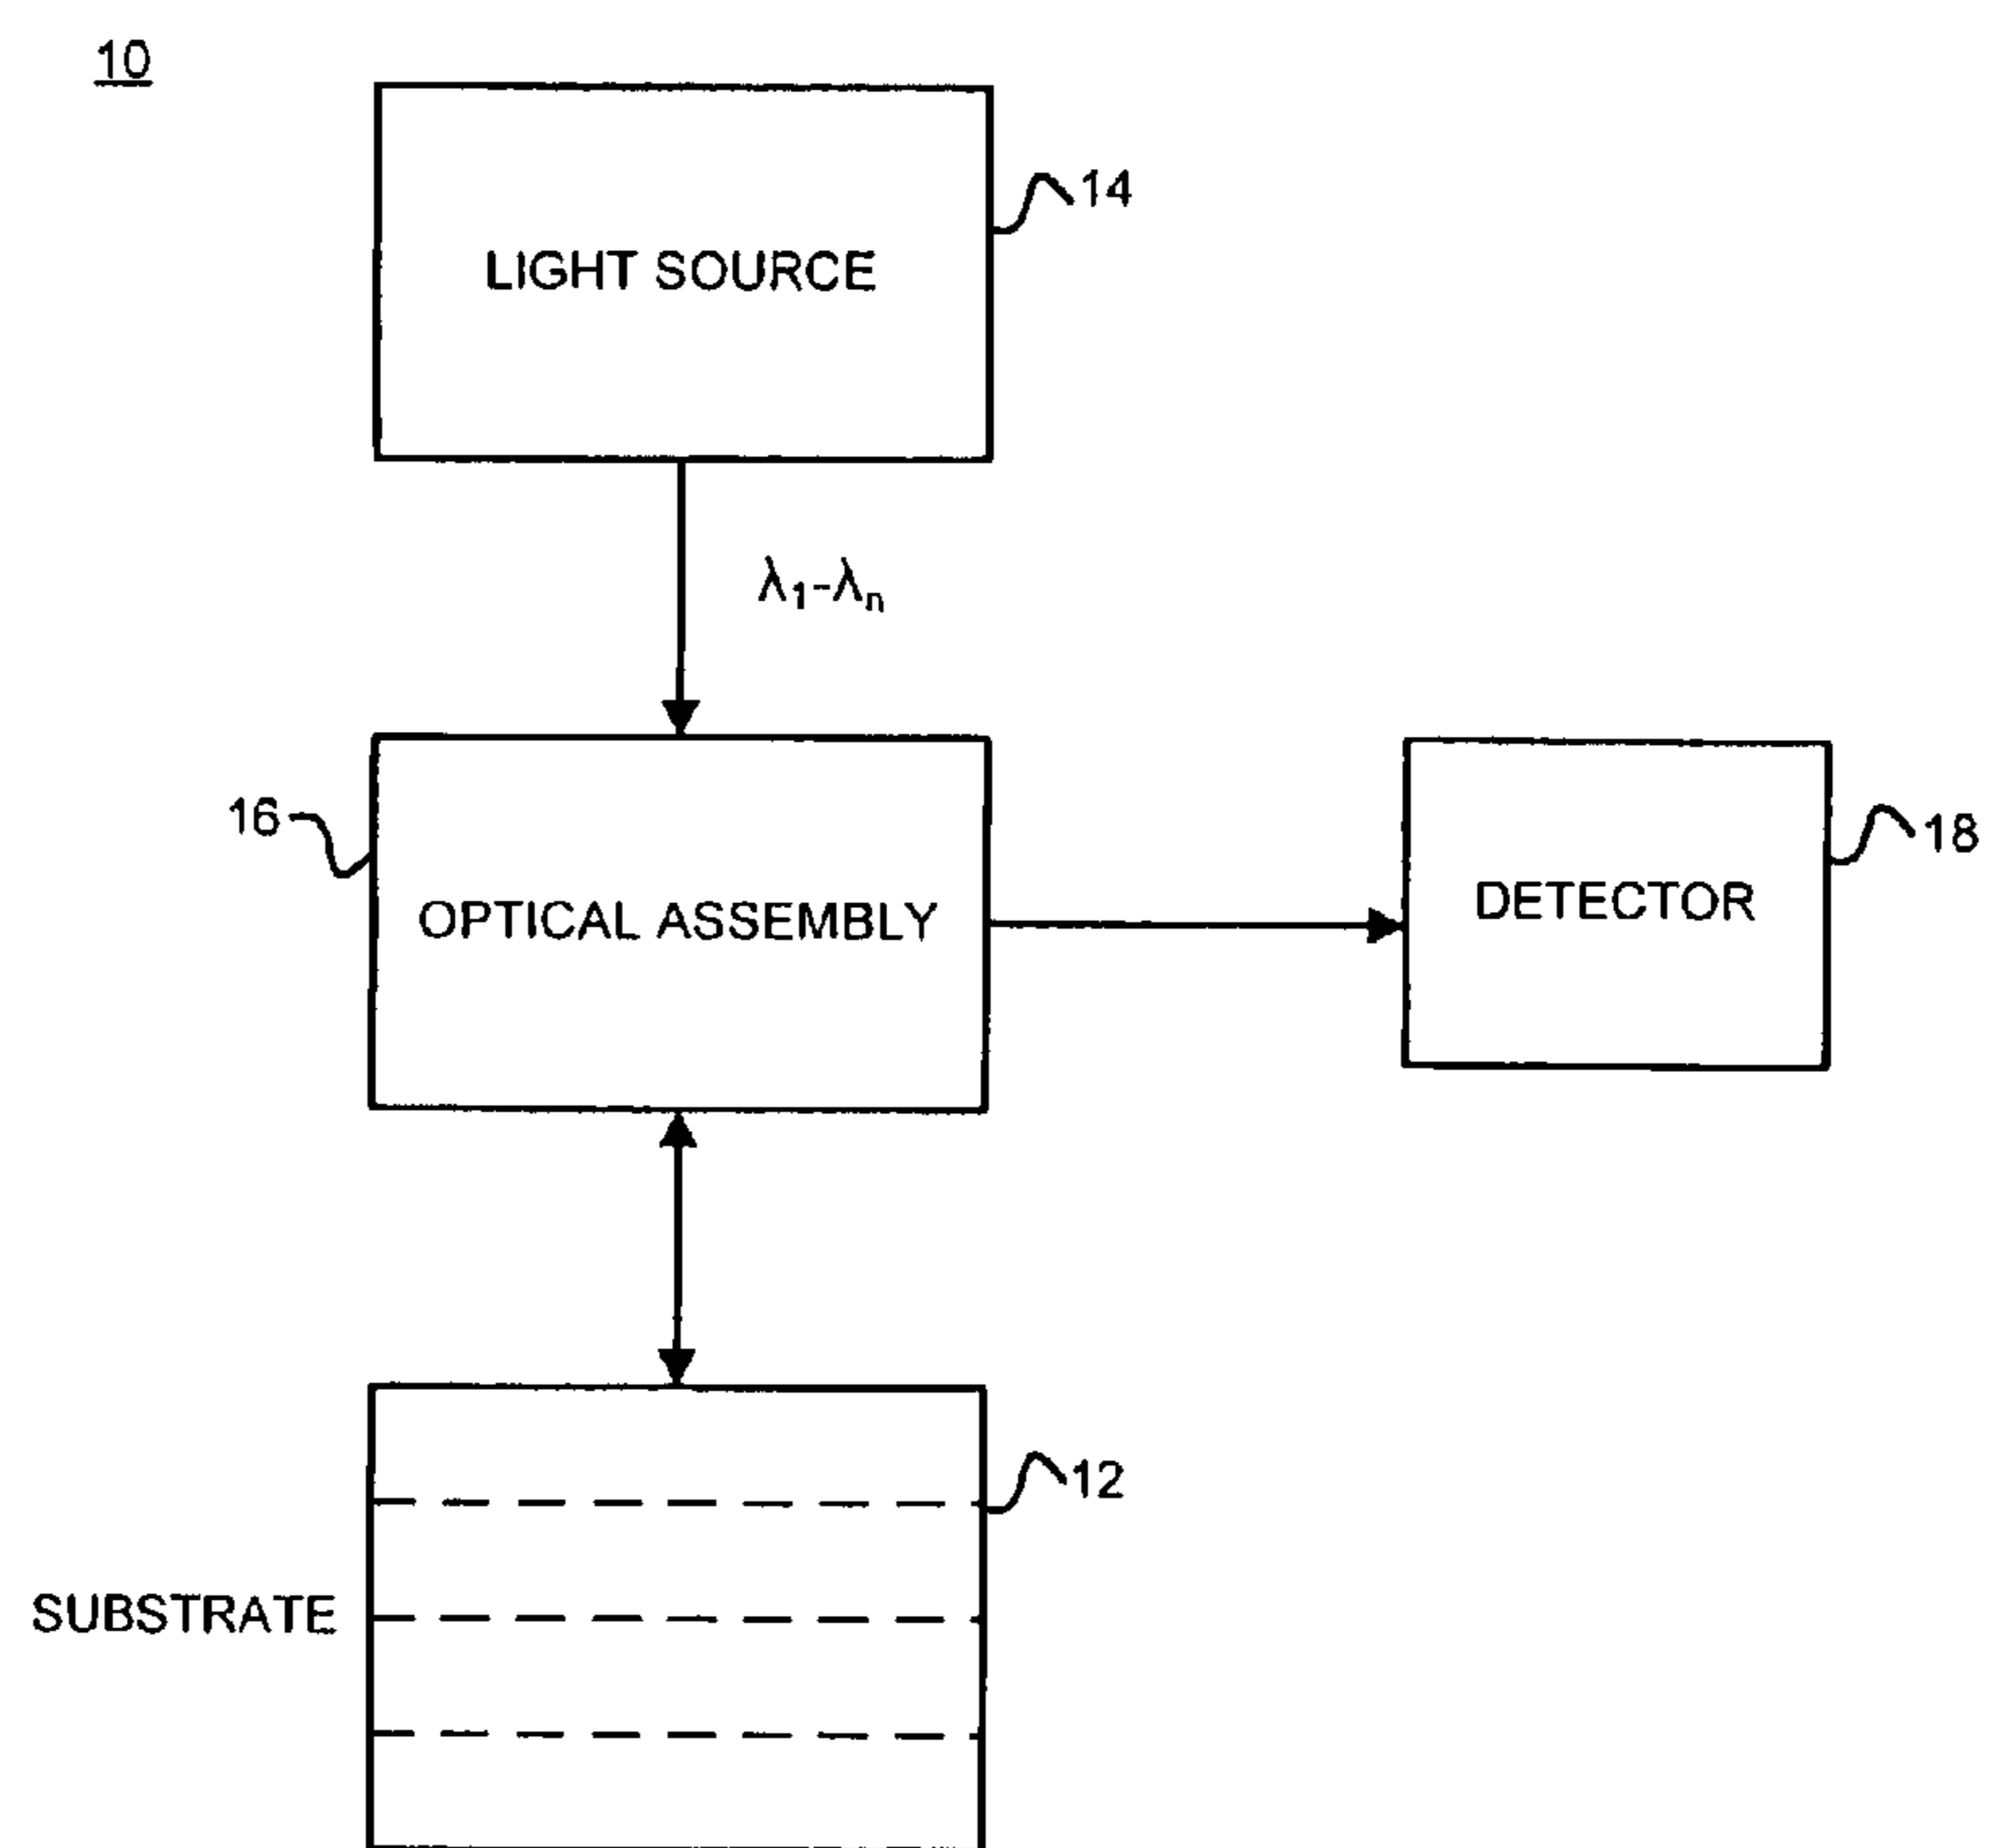 10
14
LIGHT SOURCE
λ₁-λₙ
16
18
DETECTOR
OPTICAL ASSEMBLY
12
SUBSTRATE